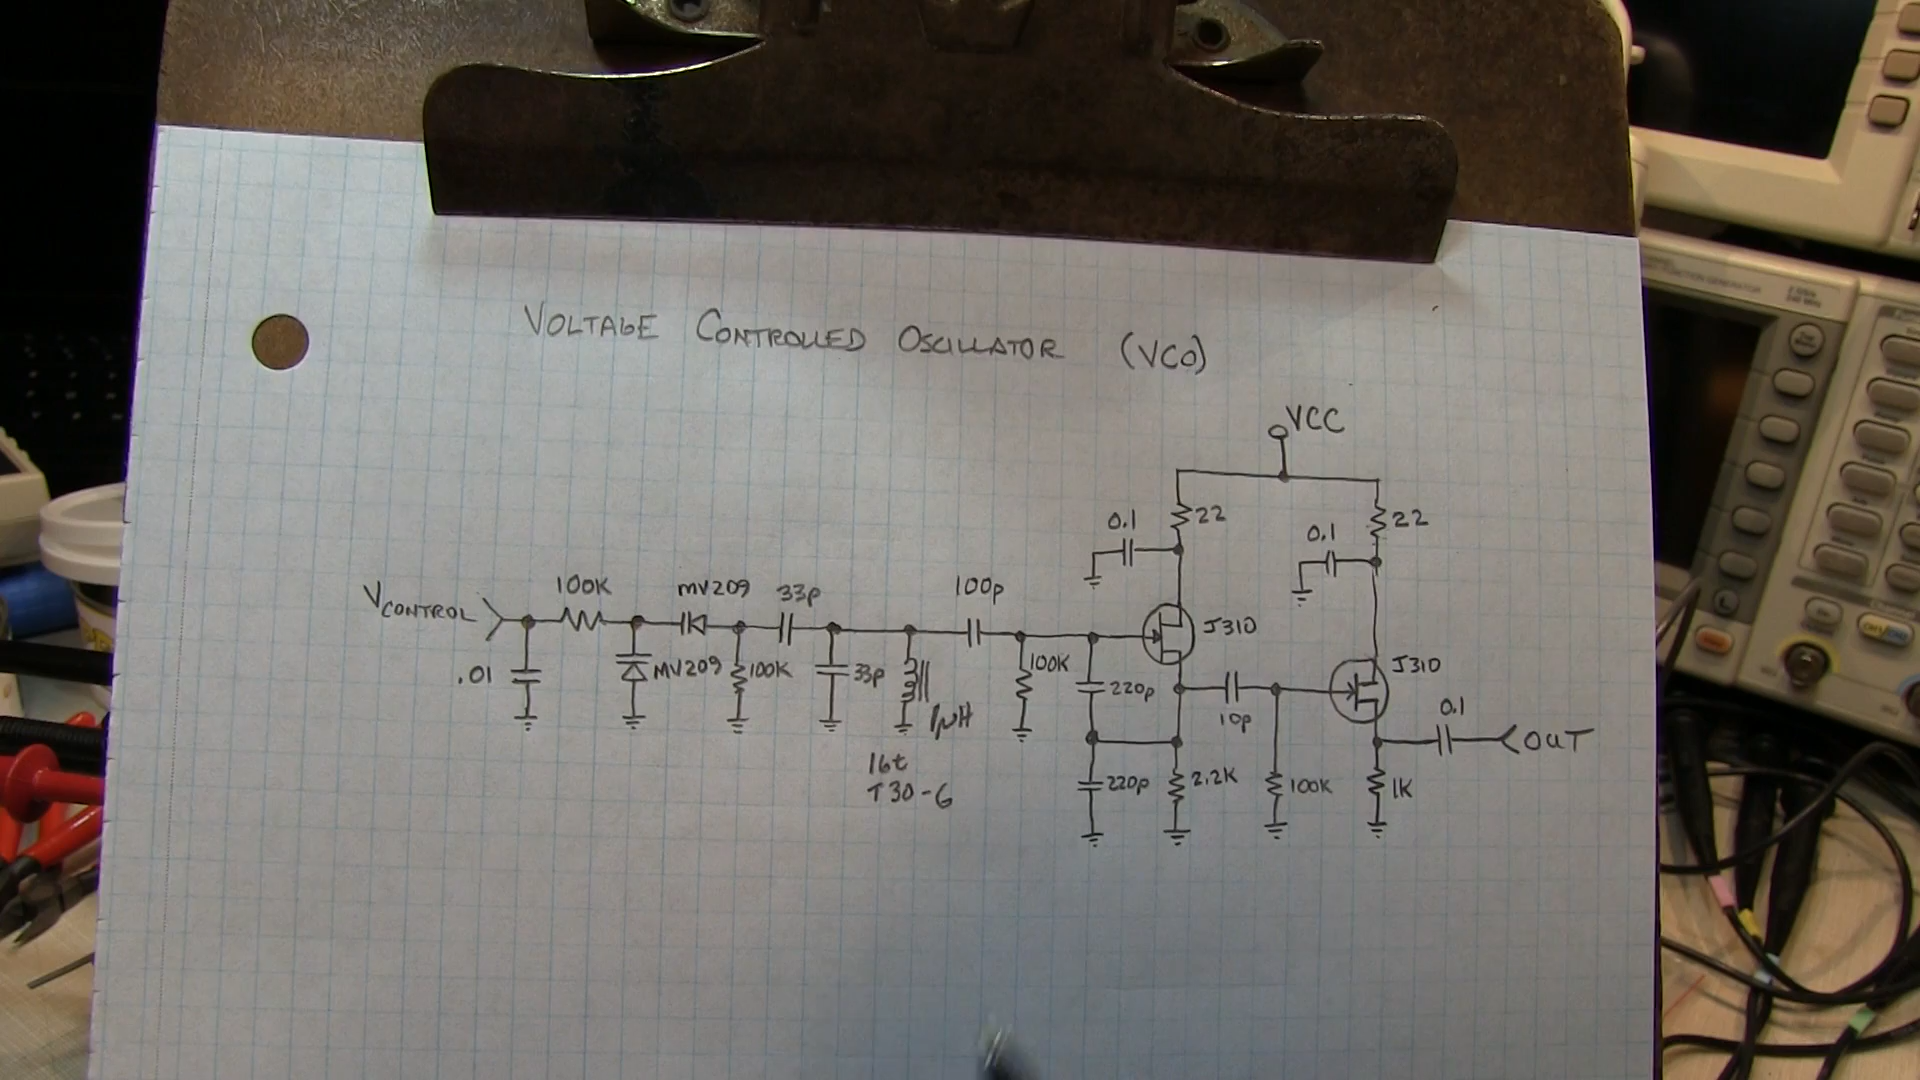 VOLTAGE CONTROLLED OSCILLATOR (VCO)
VCC
22
22
0.1
0.1
VCONTROL
100K
MV209
33p
100p
J310
J310
.01
MV209
100K
33p
1µH
100K
220p
10p
0.1
OUT
16t
T30-6
220p
2.2K
100K
1K